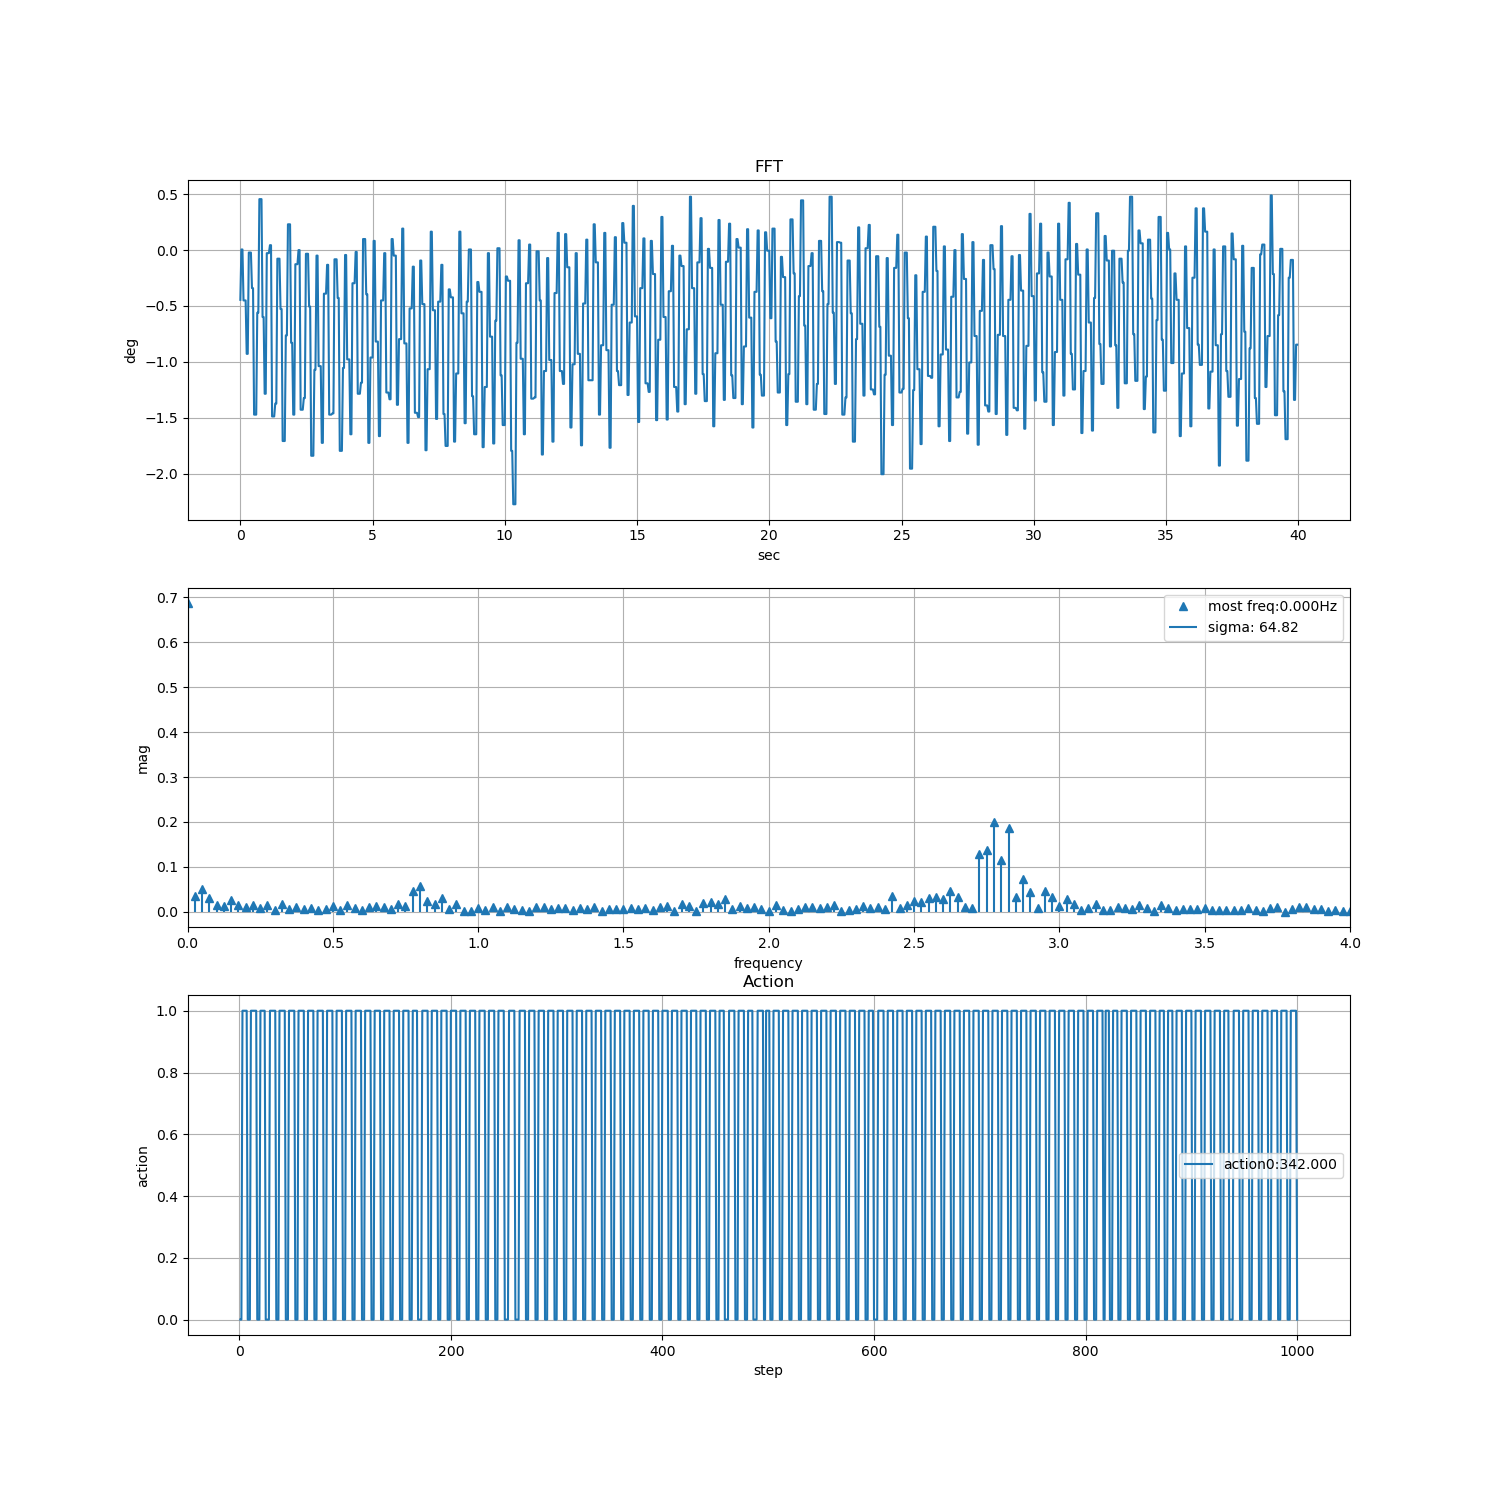 FFT
0.5
0.0
−0.5
−1.0
−1.5
−2.0
deg
0 5 10 15 20 25 30 35 40
sec
0.7
0.6
0.5
0.4
0.3
0.2
0.1
0.0
mag
most freq:0.000Hz
sigma: 64.82
0.0 0.5 1.0 1.5 2.0 2.5 3.0 3.5 4.0
frequency
Action
1.0
0.8
0.6
0.4
0.2
0.0
action
action0:342.000
0 200 400 600 800 1000
step